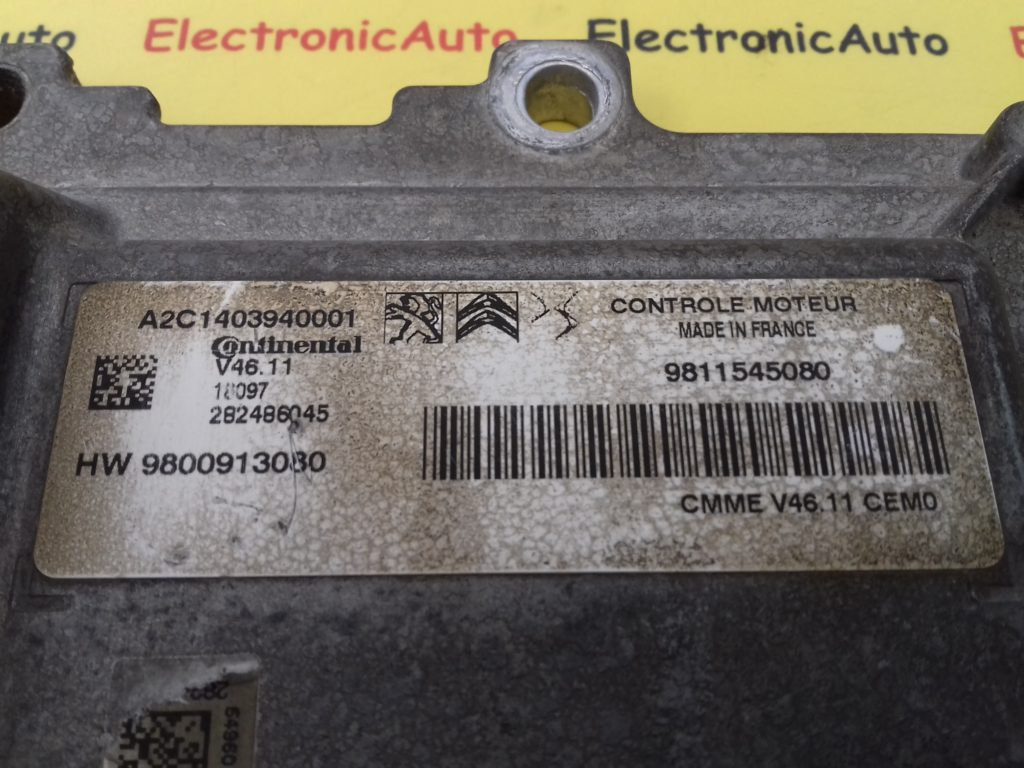 ElectronicAuto ElectronicAuto
A2C1403940001
Continental
V46.11
18097
282486045
HW 9800913080
CONTROLE MOTEUR
MADE IN FRANCE
9811545080
CMME V46.11 CEM0